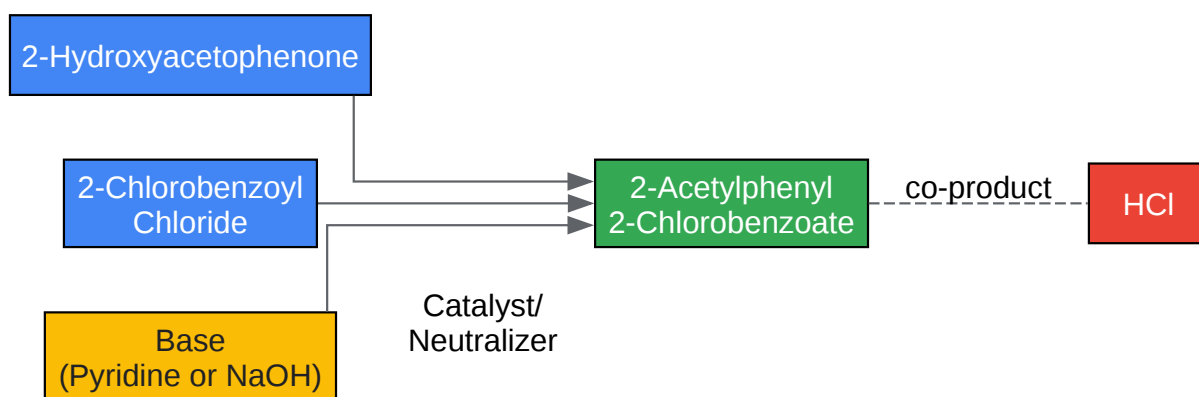 2-Hydroxyacetophenone
2-Chlorobenzoyl
Chloride
2-Acetylphenyl
2-Chlorobenzoate
co-product
HCl
Catalyst/
Neutralizer
Base
(Pyridine or NaOH)